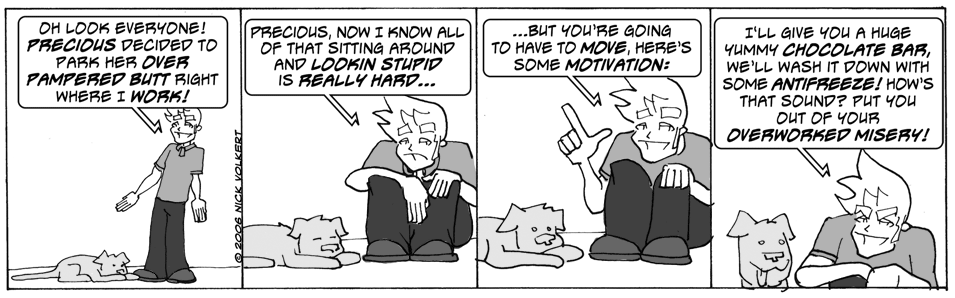 OH LOOK EVERYONE!
PRECIOUS DECIDED TO
PARK HER OVER
PAMPERED BUTT RIGHT
WHERE I WORK!
© 2006 NICK VOLKERT
PRECIOUS, NOW I KNOW ALL
OF THAT SITTING AROUND
AND LOOKIN STUPID
IS REALLY HARD...
...BUT YOU'RE GOING
TO HAVE TO MOVE, HERE'S
SOME MOTIVATION:
I'LL GIVE YOU A HUGE
YUMMY CHOCOLATE BAR,
WE'LL WASH IT DOWN WITH
SOME ANTIFREEZE! HOW'S
THAT SOUND? PUT YOU
OUT OF YOUR
OVERWORKED MISERY!